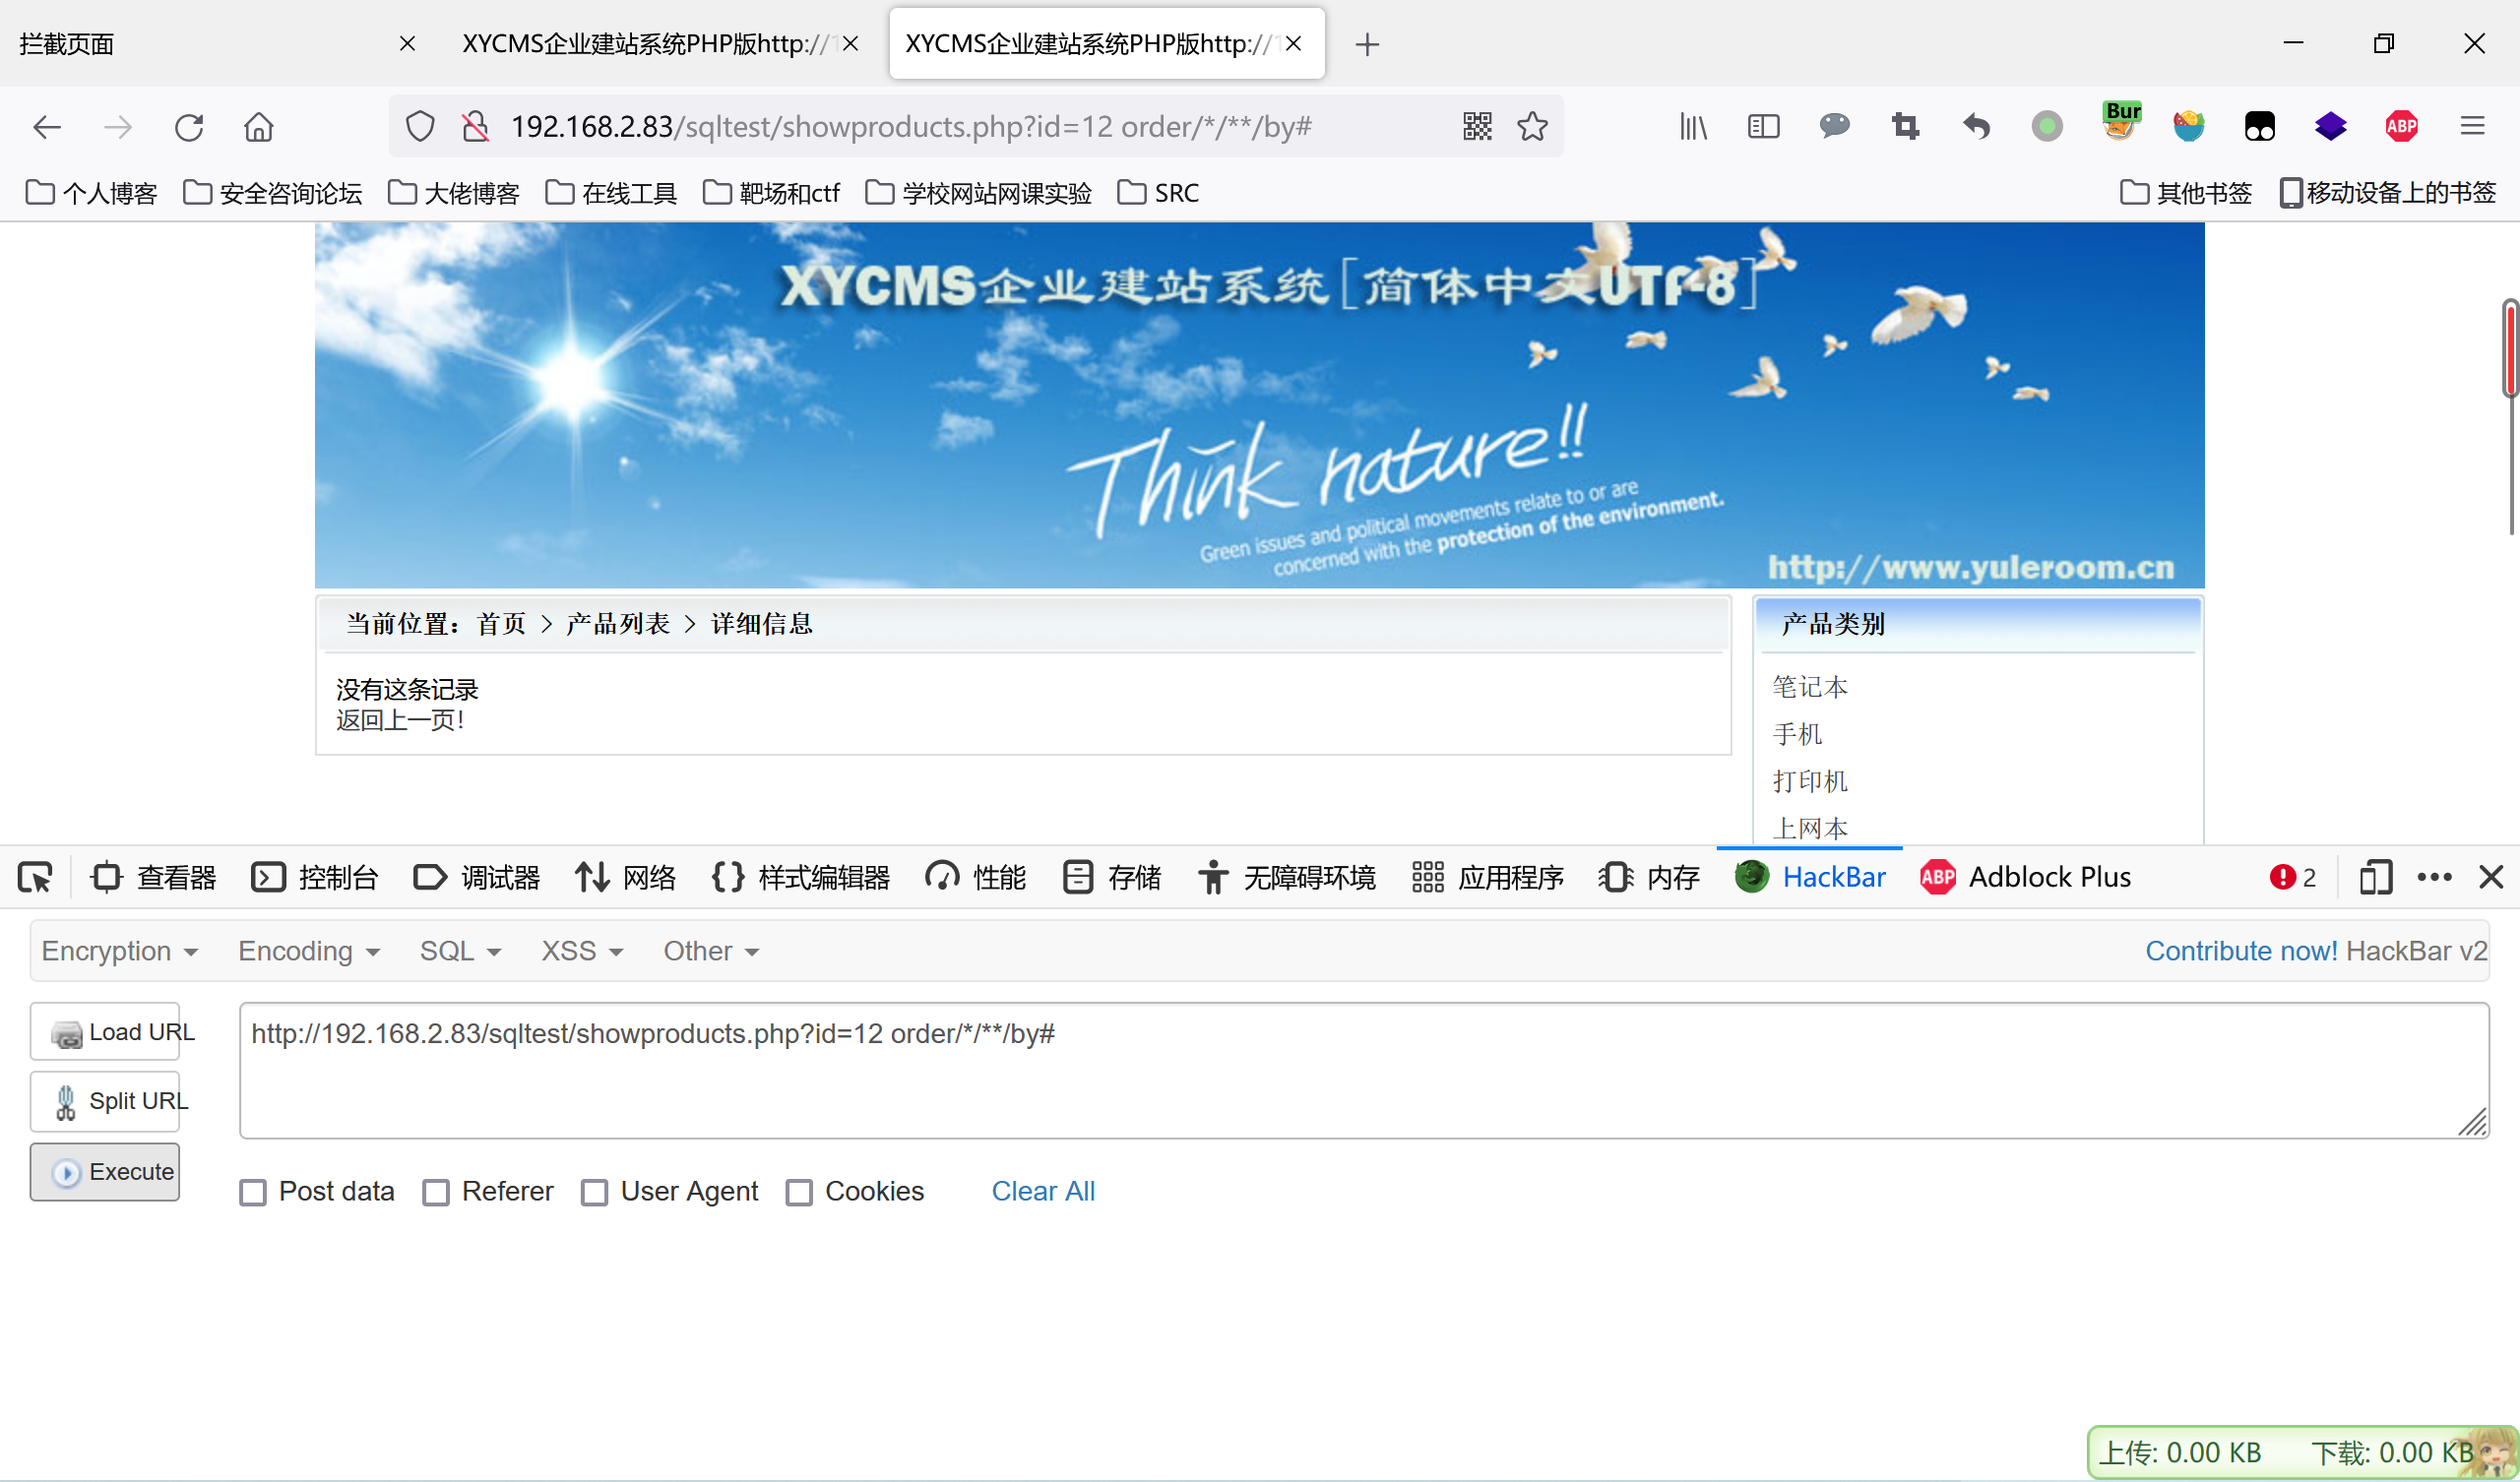 拦截页面
XYCMS企业建站系统PHP版http://1
XYCMS企业建站系统PHP版http://1
192.168.2.83/sqltest/showproducts.php?id=12 order/*/**/by#
Bur
ABP
个人博客 安全咨询论坛 大佬博客 在线工具 靶场和ctf 学校网站网课实验 SRC 其他书签 移动设备上的书签
XYCMS企业建站系统[简体中文UTF-8]
Think nature!!
Green issues and political movements relate to or are
concerned with the protection of the environment.
http://www.yuleroom.cn
当前位置：首页 > 产品列表 > 详细信息
没有这条记录
返回上一页!
产品类别
笔记本
手机
打印机
上网本
查看器 控制台 调试器 网络 样式编辑器 性能 存储 无障碍环境 应用程序 内存 HackBar ABP Adblock Plus 2
Encryption Encoding SQL XSS Other Contribute now! HackBar v2
Load URL
http://192.168.2.83/sqltest/showproducts.php?id=12 order/*/**/by#
Split URL
Execute
Post data Referer User Agent Cookies Clear All
上传: 0.00 KB 下载: 0.00 KB